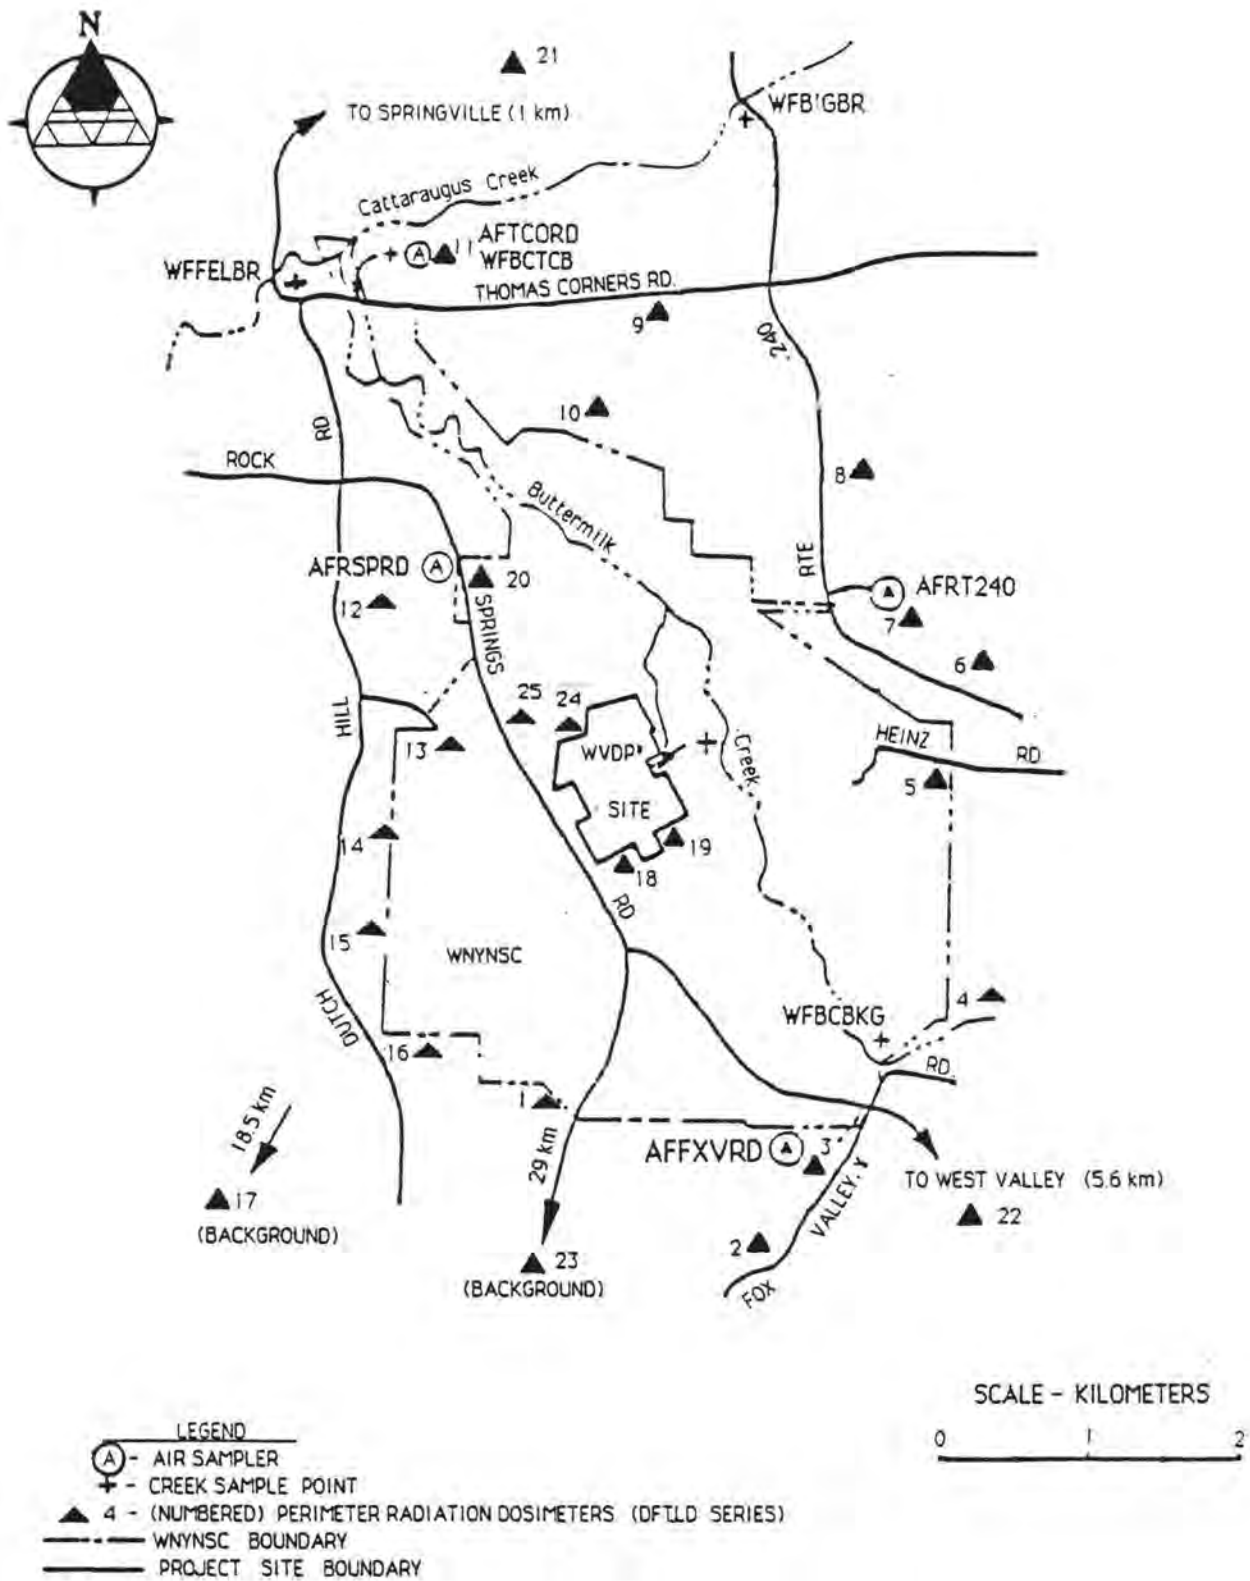 N
21
TO SPRINGVILLE (1 km)
WFB'GBR
Cattaraugus Creek
11
AFTCORD
WFBCTCB
WFFELBR
THOMAS CORNERS RD.
9
240
10
RD
ROCK
8
Buttermilk
RTE
AFRSPRD A
20
12
SPRINGS
A AFRT240
7
6
25
24
HILL
13
WVDP
SITE
Creek
HEINZ
RD
5
14
19
18
RD
15
WNYNSC
DUTCH
4
WFBCBKG
RD.
16
1
18.5 km
29 km
AFFXVRD A
3
VALLEY
TO WEST VALLEY (5.6 km)
17
(BACKGROUND)
22
2
23
(BACKGROUND)
FOX
SCALE - KILOMETERS
0 1 2
LEGEND
A - AIR SAMPLER
+ - CREEK SAMPLE POINT
4 - (NUMBERED) PERIMETER RADIATION DOSIMETERS (DFTLD SERIES)
WNYNSC BOUNDARY
PROJECT SITE BOUNDARY